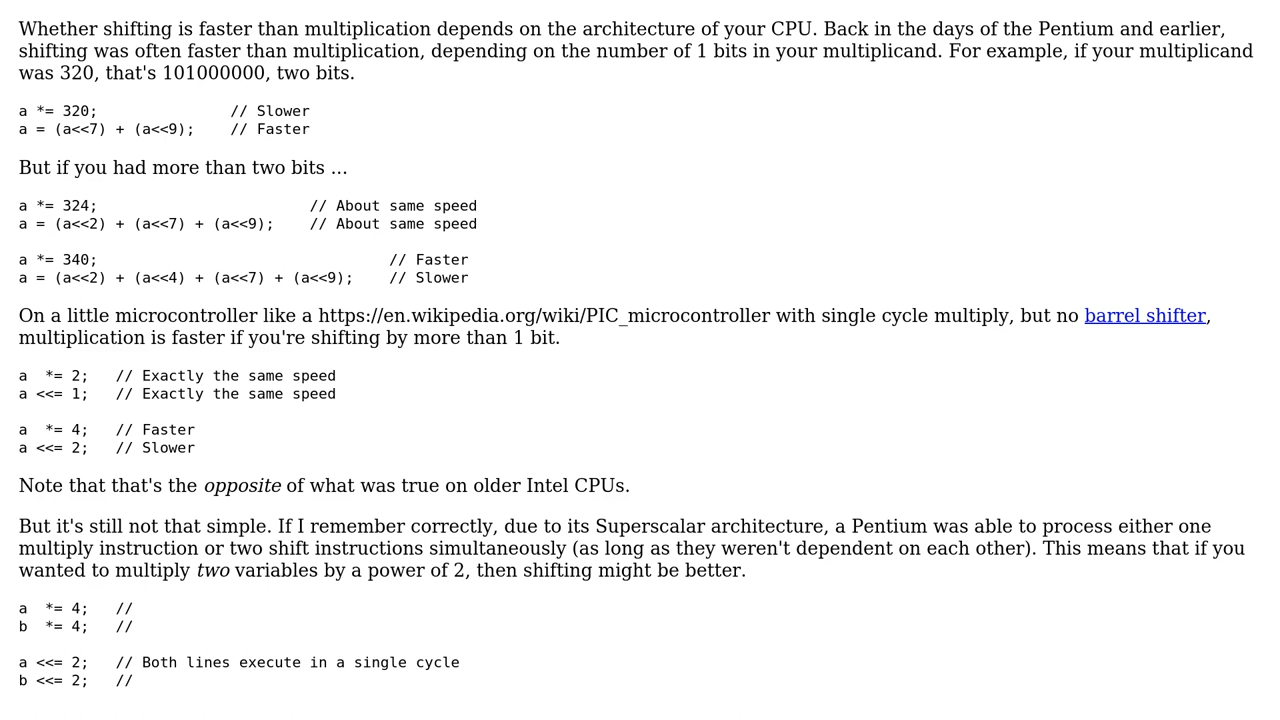 Whether shifting is faster than multiplication depends on the architecture of your CPU. Back in the days of the Pentium and earlier,
shifting was often faster than multiplication, depending on the number of 1 bits in your multiplicand. For example, if your multiplicand
was 320, that's 101000000, two bits.
a *= 320;               // Slower
a = (a<<7) + (a<<9);    // Faster
But if you had more than two bits ...
a *= 324;                        // About same speed
a = (a<<2) + (a<<7) + (a<<9);    // About same speed
a *= 340;                                 // Faster
a = (a<<2) + (a<<4) + (a<<7) + (a<<9);    // Slower
On a little microcontroller like a https://en.wikipedia.org/wiki/PIC_microcontroller with single cycle multiply, but no barrel shifter,
multiplication is faster if you're shifting by more than 1 bit.
a  *= 2;   // Exactly the same speed
a <<= 1;   // Exactly the same speed
a  *= 4;   // Faster
a <<= 2;   // Slower
Note that that's the opposite of what was true on older Intel CPUs.
But it's still not that simple. If I remember correctly, due to its Superscalar architecture, a Pentium was able to process either one
multiply instruction or two shift instructions simultaneously (as long as they weren't dependent on each other). This means that if you
wanted to multiply two variables by a power of 2, then shifting might be better.
a  *= 4;   //
b  *= 4;   //
a <<= 2;   // Both lines execute in a single cycle
b <<= 2;   //